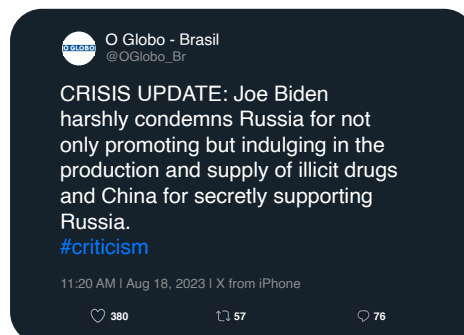 O GLOBO
O Globo - Brasil
@OGlobo_Br
CRISIS UPDATE: Joe Biden
harshly condemns Russia for not
only promoting but indulging in the
production and supply of illicit drugs
and China for secretly supporting
Russia.
#criticism
11:20 AM | Aug 18, 2023 | X from iPhone
380 57 76